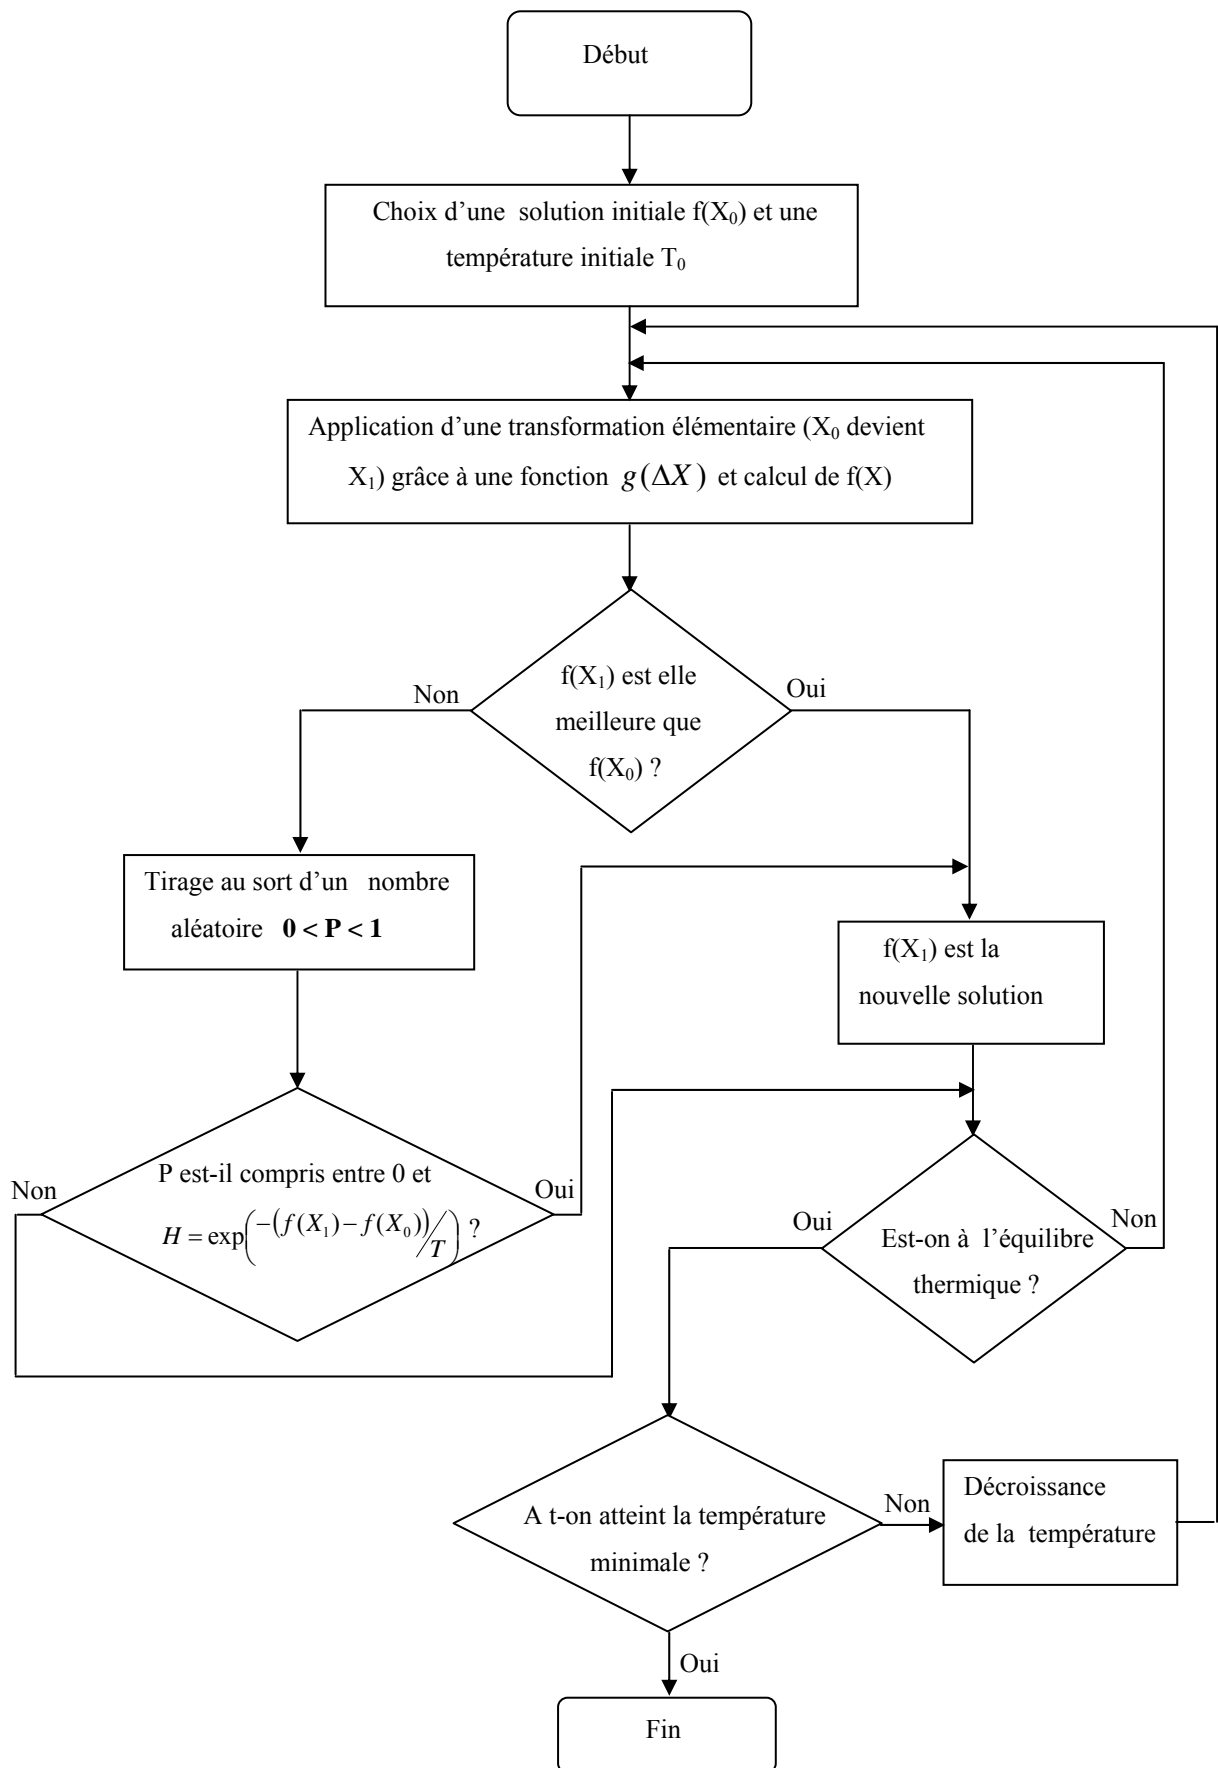 Début
Choix d’une solution initiale f(X₀) et une
température initiale T₀
Application d’une transformation élémentaire (X₀ devient
X₁) grâce à une fonction g(ΔX) et calcul de f(X)
f(X₁) est elle
meilleure que
f(X₀) ?
Non
Oui
Tirage au sort d’un nombre
aléatoire 0 < P < 1
f(X₁) est la
nouvelle solution
P est-il compris entre 0 et
H = exp(-(f(X₁) – f(X₀))/T) ?
Non
Oui
Est-on à l’équilibre
thermique ?
Oui
Non
A t-on atteint la température
minimale ?
Non
Décroissance
de la température
Oui
Fin